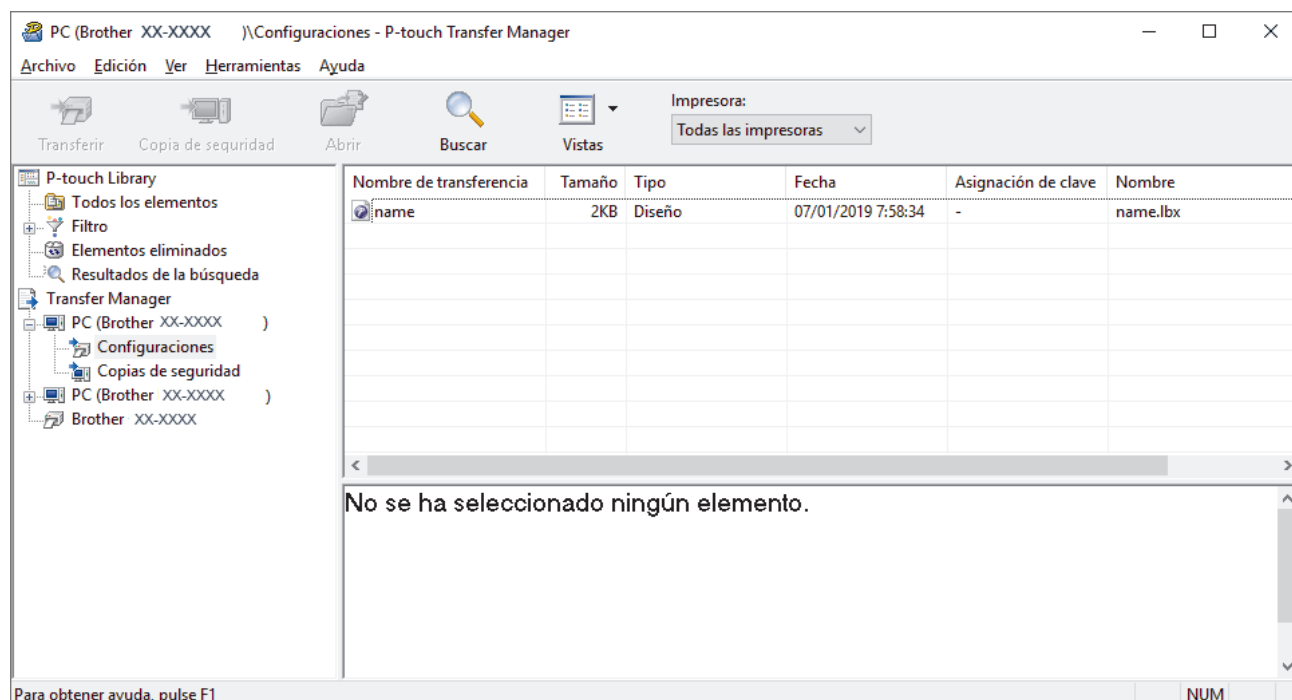 PC (Brother XX-XXXX )\Configuraciones - P-touch Transfer Manager
Archivo Edición Ver Herramientas Ayuda
Transferir Copia de seguridad Abrir Buscar Vistas
Impresora:
Todas las impresoras
P-touch Library
Todos los elementos
Filtro
Elementos eliminados
Resultados de la búsqueda
Transfer Manager
PC (Brother XX-XXXX )
Configuraciones
Copias de seguridad
PC (Brother XX-XXXX )
Brother XX-XXXX
Nombre de transferencia Tamaño Tipo Fecha Asignación de clave Nombre
name 2KB Diseño 07/01/2019 7:58:34 - name.lbx
No se ha seleccionado ningún elemento.
Para obtener ayuda, pulse F1
NUM